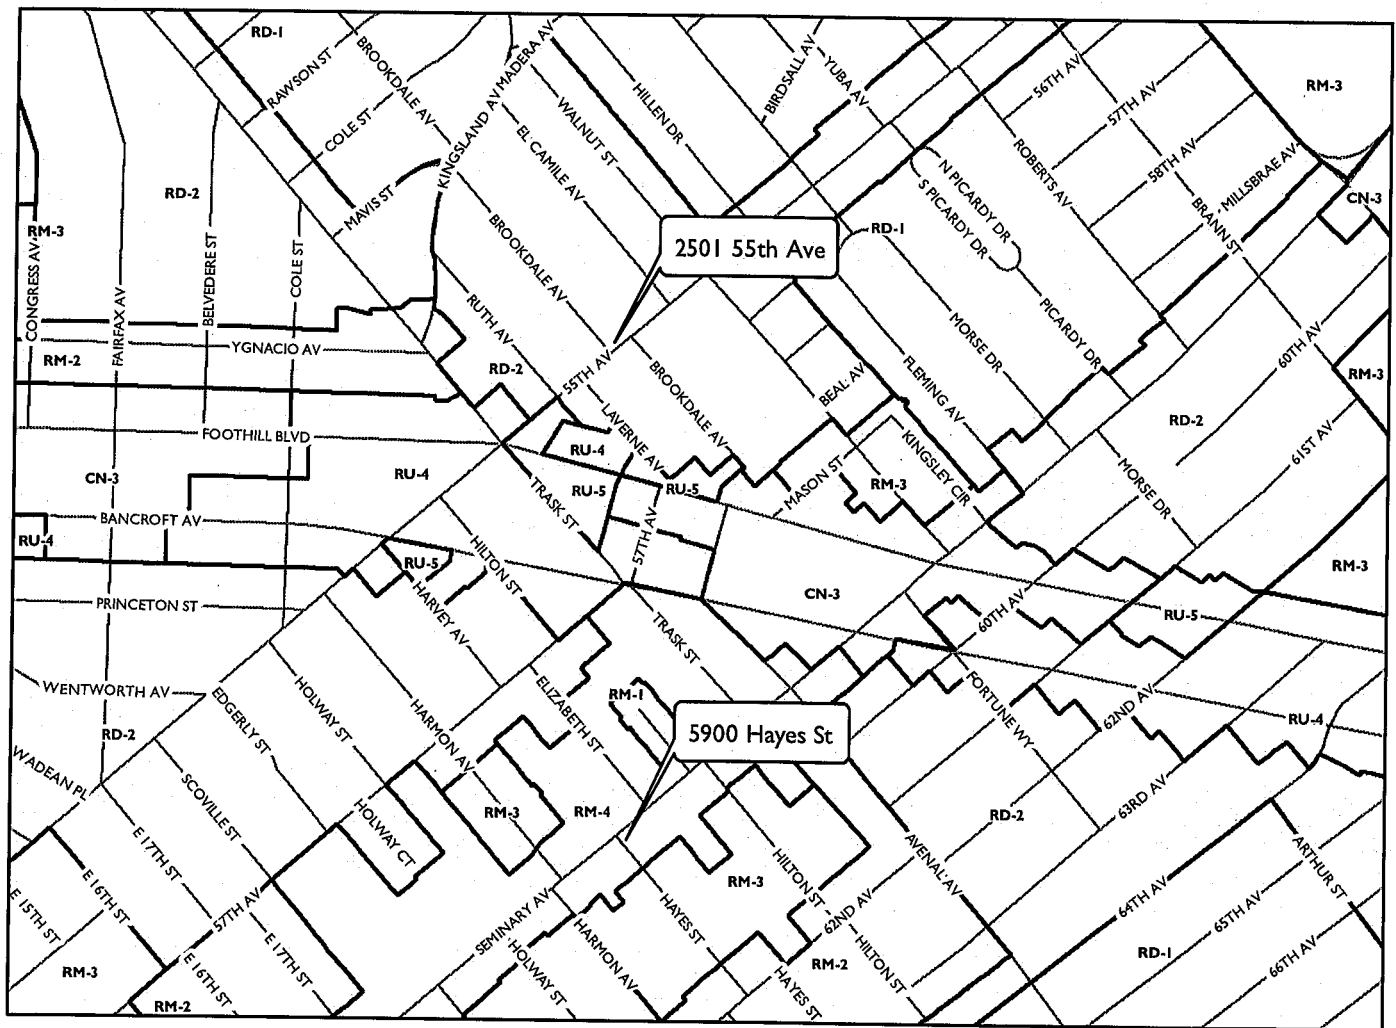 RD-1
RAWSON ST
BROOKDALE AV
COLE ST
KINGSLAND AV
MADERA AV
WALNUT ST
EL CAMILE AV
HILLEN DR
BIRDSALL AV
YUBA AV
56TH AV
57TH AV
58TH AV
ROBERTS AV
MILLSBRAE AV
RM-3
CN-3
N PICARDY DR
S PICARDY DR
BRANN ST
RD-2
MAVIS ST
RM-3
CONGRESS AV
FAIRFAX AV
BELVEDERE ST
COLE ST
BROOKDALE AV
2501 55th Ave
RD-1
PICARDY DR
MORSE DR
RUTH AV
YGNACIO AV
RM-2
RD-2
55TH AV
BROOKDALE AV
BEAL AV
FLEMING AV
60TH AV
RM-3
RD-2
61ST AV
FOOTHILL BLVD
LAVERNE AV
RU-4
CN-3
RU-4
RU-5
RU-5
MASON ST
RM-3
KINGSLEY CIR
MORSE DR
BANCROFT AV
RU-4
TRASK ST
57TH AV
HILTON ST
RU-5
RM-3
PRINCETON ST
HARVEY AV
CN-3
60TH AV
RU-5
TRASK ST
WENTWORTH AV
EDGERLY ST
HOLWAY ST
HARMON AV
ELIZABETH ST
RM-1
FORTUNE WY
62ND AV
RU-4
RD-2
5900 Hayes St
WADEAN PL
SCOVILLE ST
HOLWAY CT
RM-3
RM-4
RD-2
63RD AV
E 17TH ST
AVENAL AV
ARTHUR ST
E 16TH ST
57TH AV
RM-3
HILTON ST
62ND AV
64TH AV
65TH AV
66TH AV
E 15TH ST
SEMINARY AV
HAYES ST
E 17TH ST
HOLWAY ST
HARMON AV
HILTON ST
RD-1
RM-3
E 16TH ST
RM-2
RM-2
HAYES ST